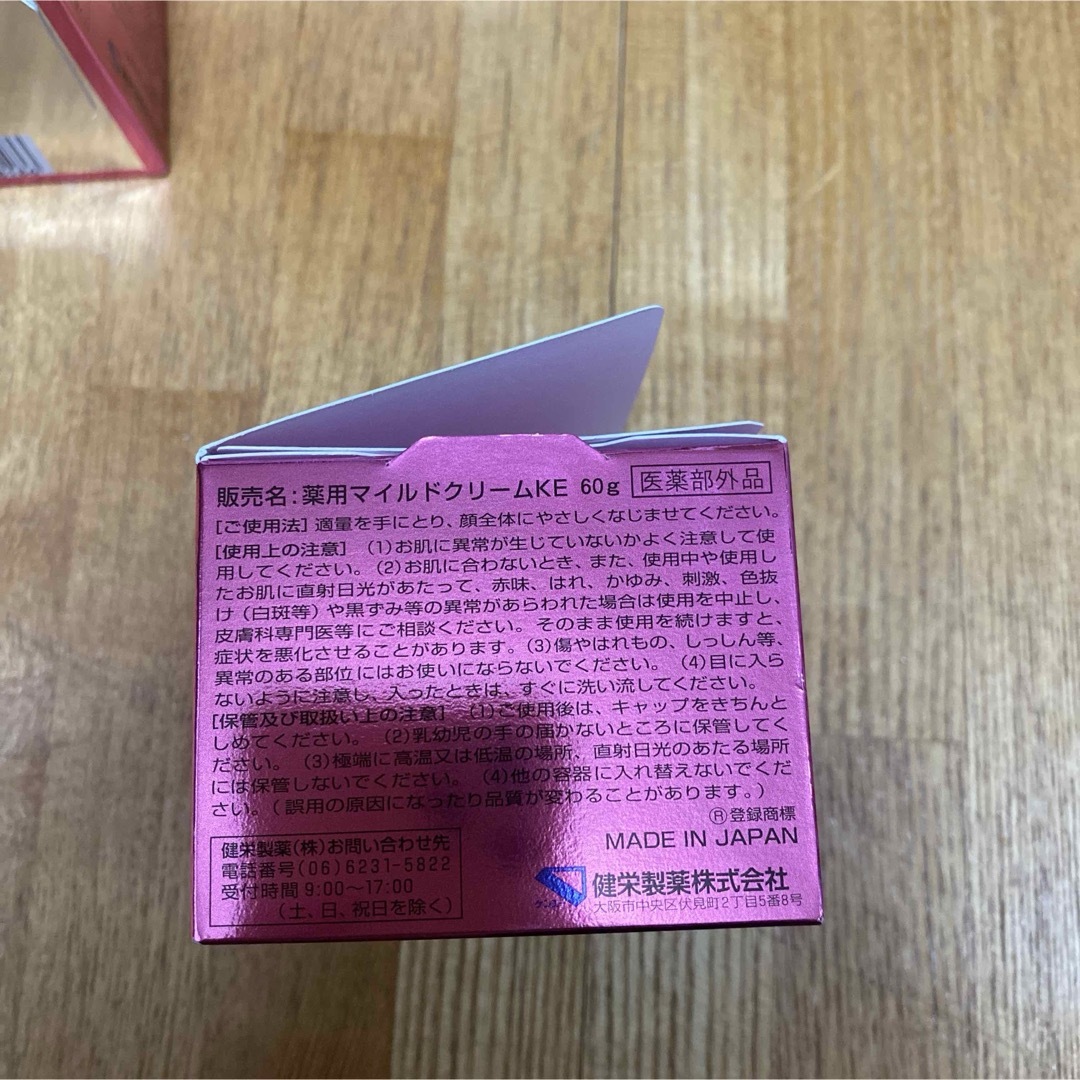 販売名:薬用マイルドクリームKE 60g 医薬部外品
[ご使用法] 適量を手にとり、顔全体にやさしくなじませてください。
[使用上の注意] (1)お肌に異常が生じていないかよく注意して使
用してください。(2)お肌に合わないとき、また、使用中や使用し
たお肌に直射日光があたって、赤味、はれ、かゆみ、刺激、色抜
け(白斑等)や黒ずみ等の異常があらわれた場合は使用を中止し、
皮膚科専門医等にご相談ください。そのまま使用を続けますと、
症状を悪化させることがあります。(3)傷やはれもの、しっしん等、
異常のある部位にはお使いにならないでください。 (4)目に入ら
ないように注意し、入ったときは、すぐに洗い流してください。
[保管及び取扱い上の注意] (1)ご使用後は、キャップをきちんと
しめてください。(2)乳幼児の手の届かないところに保管してく
ださい。(3)極端に高温又は低温の場所、直射日光のあたる場所
には保管しないでください。(4)他の容器に入れ替えないでくだ
さい。(誤用の原因になったり品質が変わることがあります。)
®登録商標
MADE IN JAPAN
健栄製薬(株)お問い合わせ先
電話番号(06)6231-5822
受付時間 9:00〜17:00
(土、日、祝日を除く)
ケンエー 健栄製薬株式会社
大阪市中央区伏見町2丁目5番8号